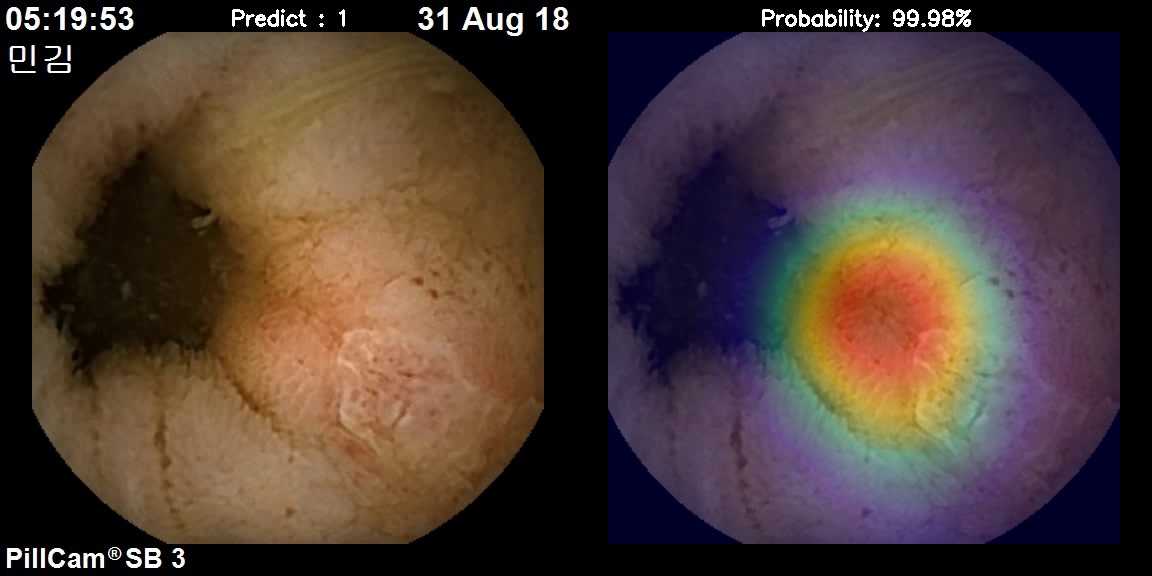 05:19:53
Predict : 1
31 Aug 18
Probability: 99.98%
민김
PillCam® SB 3